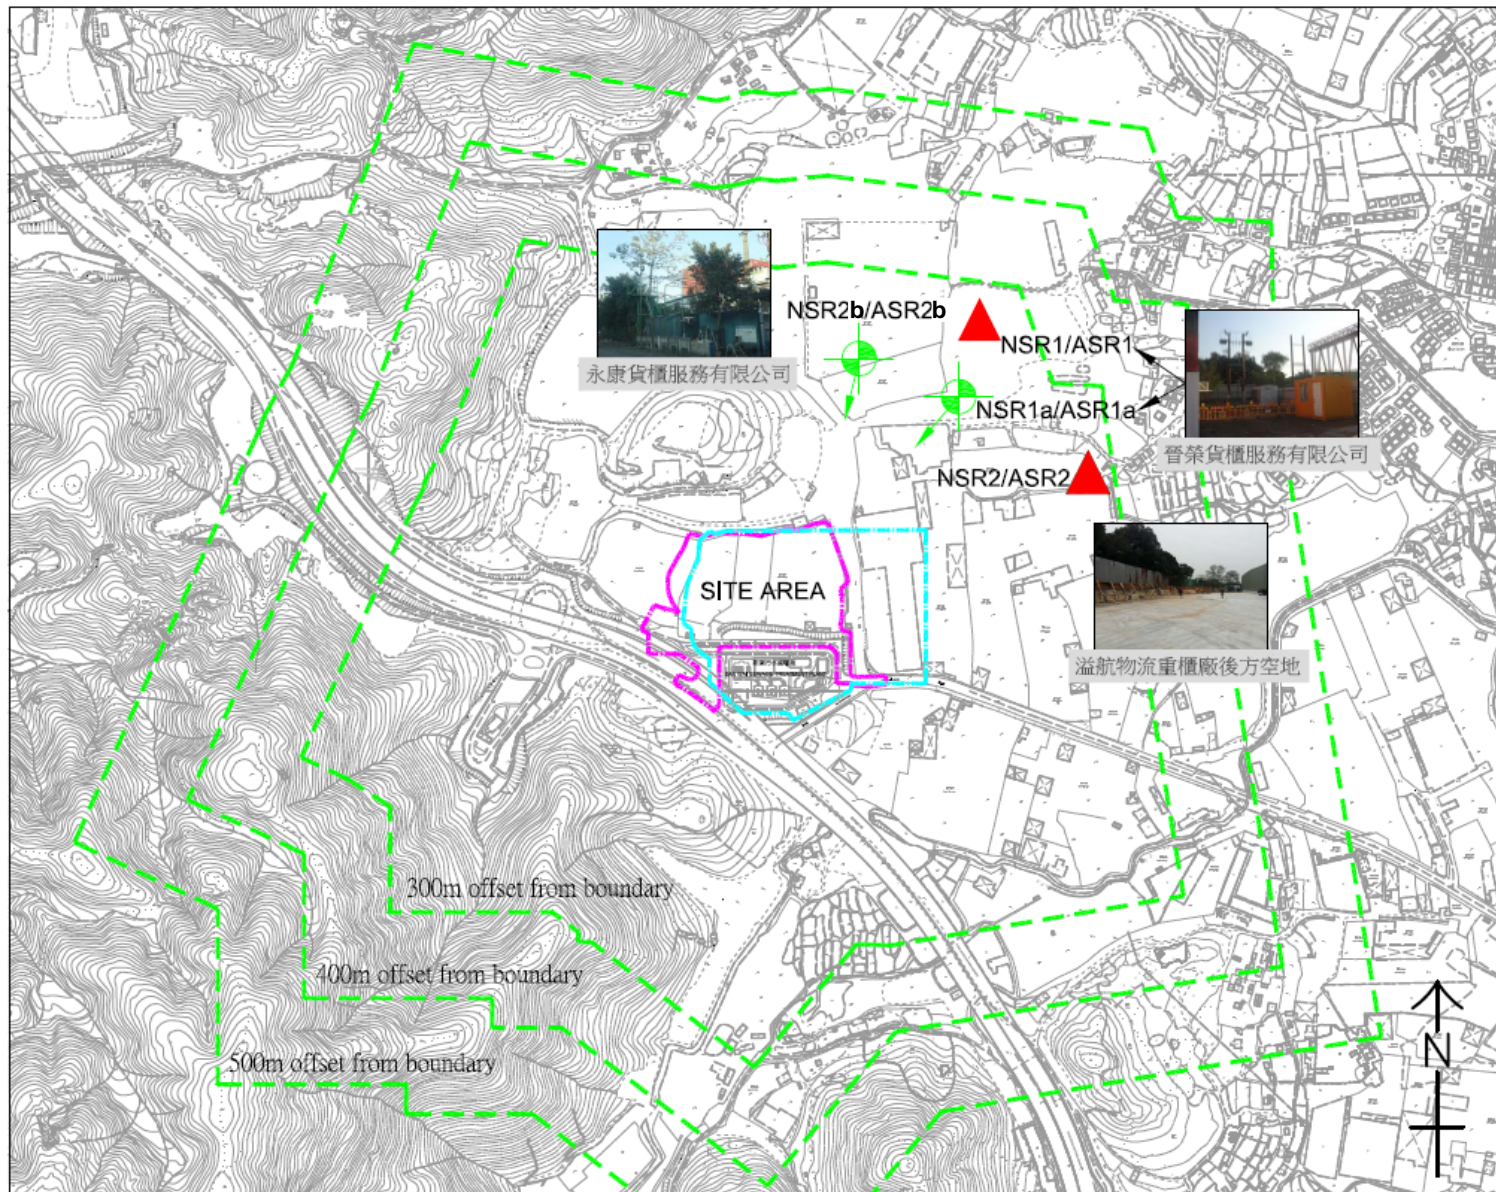 NSR2b/ASR2b
NSR1/ASR1
永康貨櫃服務有限公司
NSR1a/ASR1a
晉榮貨櫃服務有限公司
NSR2/ASR2
SITE AREA
溢航物流重櫃廠後方空地
300m offset from boundary
400m offset from boundary
500m offset from boundary
N